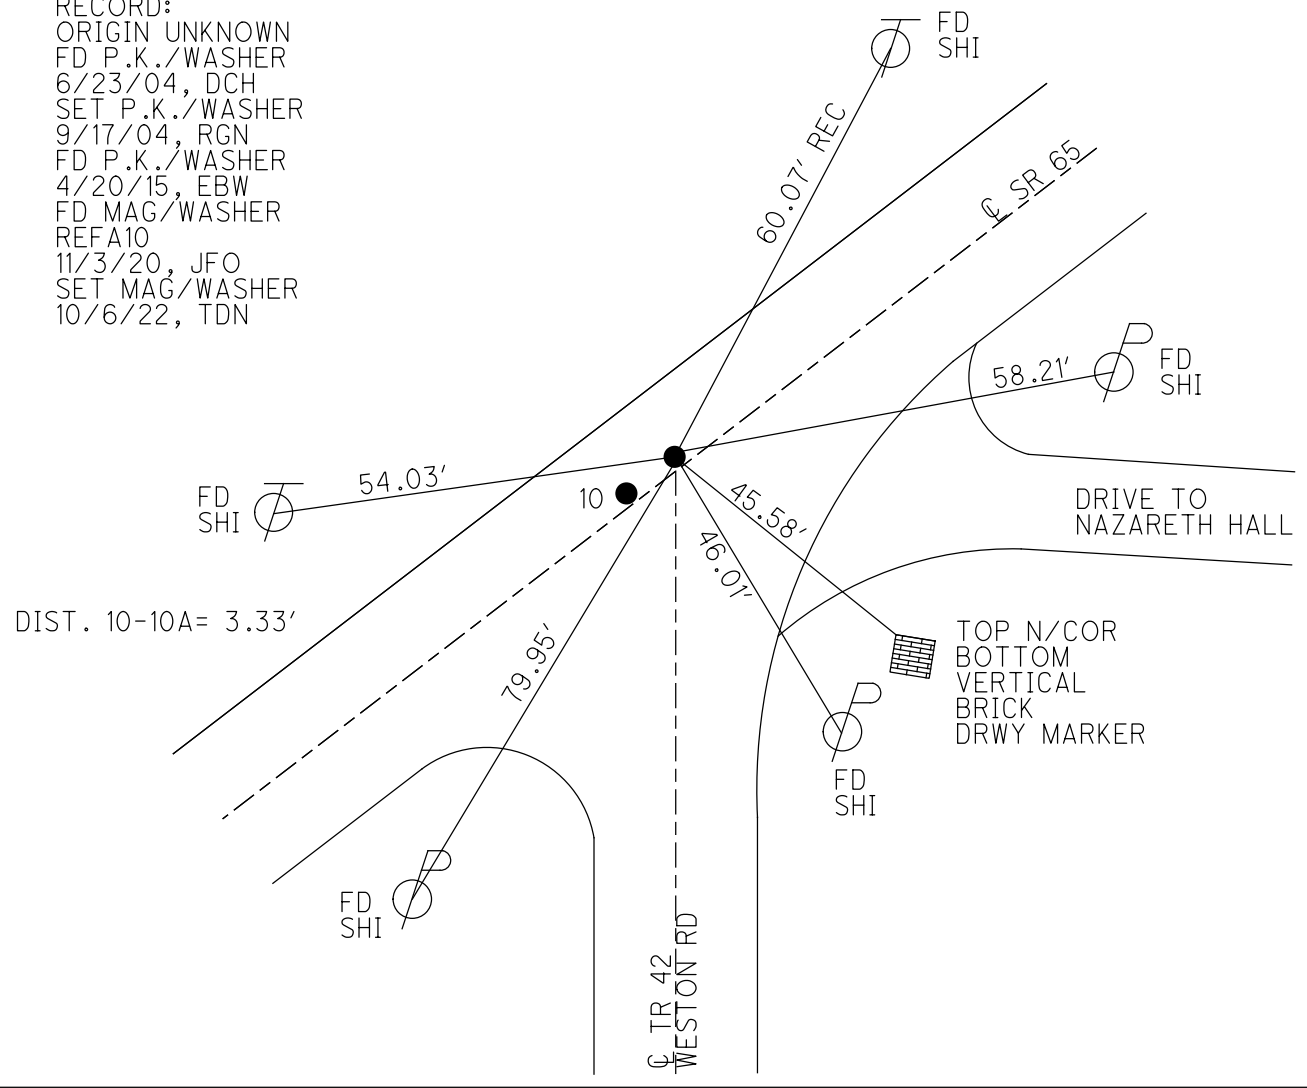 RECORD:
ORIGIN UNKNOWN
FD P.K./WASHER
6/23/04, DCH
SET P.K./WASHER
9/17/04, RGN
FD P.K./WASHER
4/20/15, EBW
FD MAG/WASHER
REFA10
11/3/20, JFO
SET MAG/WASHER
10/6/22, TDN
FD
SHI
60.07' REC
℄ SR 65
FD
SHI
58.21'
54.03'
FD
SHI
10
45.58'
46.01'
DRIVE TO
NAZARETH HALL
DIST. 10-10A= 3.33'
79.95'
TOP N/COR
BOTTOM
VERTICAL
BRICK
DRWY MARKER
FD
SHI
FD
SHI
℄ TR 42
WESTON RD